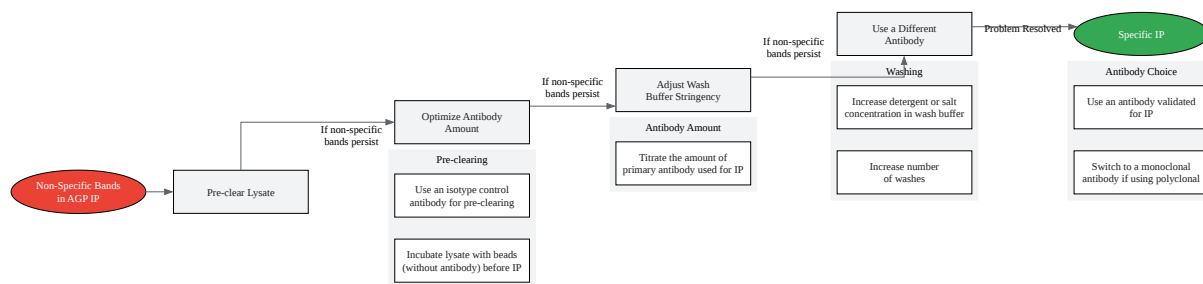 Non-Specific Bands
in AGP IP
Pre-clear Lysate
If non-specific
bands persist
Optimize Antibody
Amount
Pre-clearing
Use an isotype control
antibody for pre-clearing
Incubate lysate with beads
(without antibody) before IP
If non-specific
bands persist
Adjust Wash
Buffer Stringency
Antibody Amount
Titrate the amount of
primary antibody used for IP
If non-specific
bands persist
Use a Different
Antibody
Washing
Increase detergent or salt
concentration in wash buffer
Increase number
of washes
Problem Resolved
Specific IP
Antibody Choice
Use an antibody validated
for IP
Switch to a monoclonal
antibody if using polyclonal